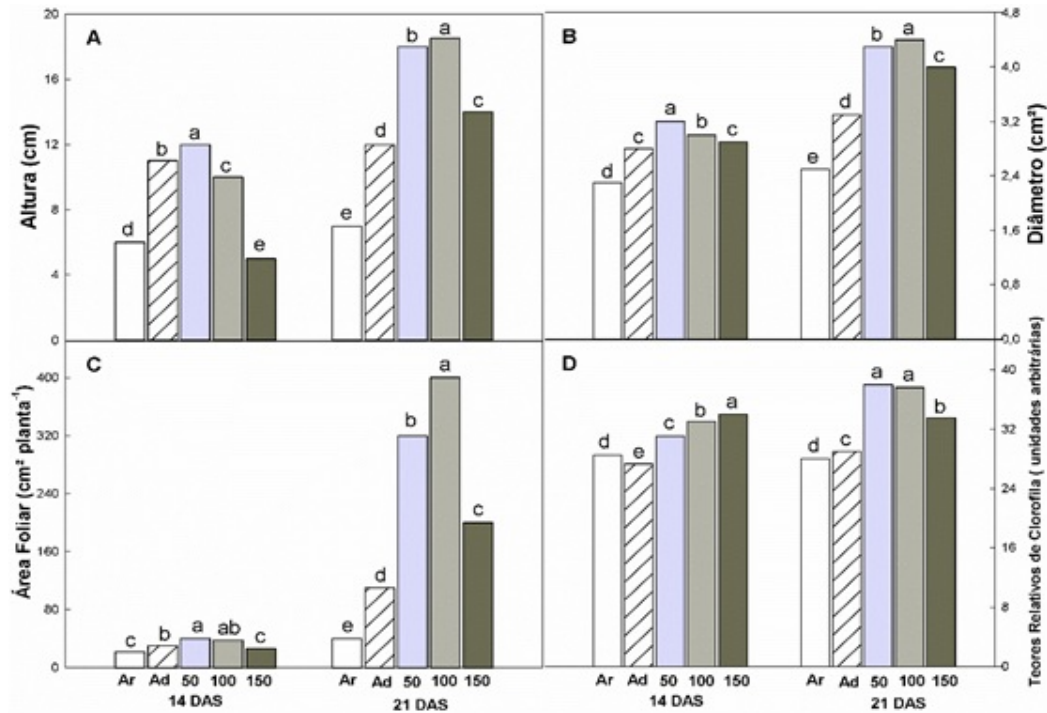 A
Altura (cm)
20
16
12
8
4
0
d
b
a
c
e
e
d
b
a
c
B
Diâmetro (cm²)
4,8
4,0
3,2
2,4
1,6
0,8
0,0
d
c
a
b
c
e
d
b
a
c
C
Área Foliar (cm² planta⁻¹)
400
320
240
160
80
0
c
b
a
ab
c
e
d
b
a
c
Ar Ad 50 100 150 Ar Ad 50 100 150
14 DAS 21 DAS
D
Teores Relativos de Clorofila ( unidades arbitrárias)
40
32
24
16
8
0
d
e
c
b
a
d
c
a
a
b
Ar Ad 50 100 150 Ar Ad 50 100 150
14 DAS 21 DAS